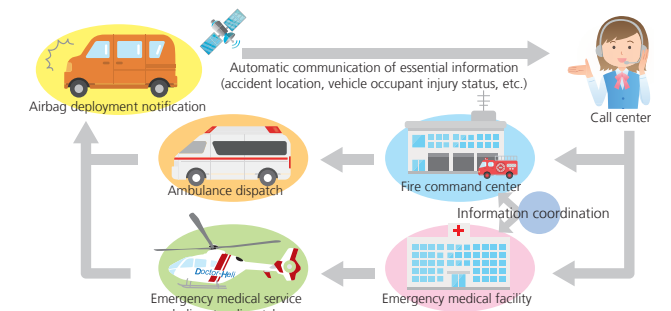 Automatic communication of essential information
(accident location, vehicle occupant injury status, etc.)
Airbag deployment notification
Call center
Ambulance dispatch
Fire command center
Information coordination
Doctor-Heli
Emergency medical service
Emergency medical facility